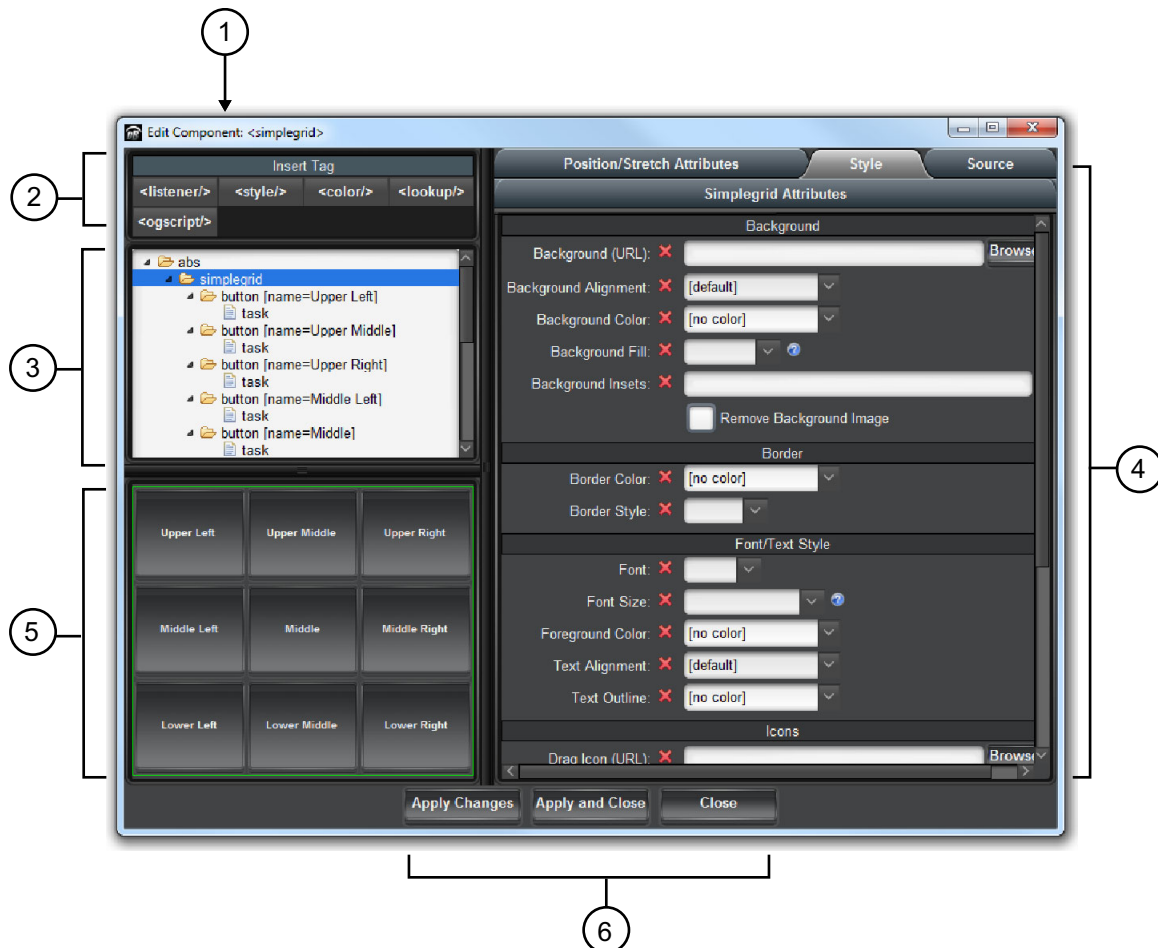 1
Edit Component: <simplegrid>
2
Insert Tag
<listener/> <style/> <color/> <lookup/>
<ogscript/>
3
abs
simplegrid
button [name=Upper Left]
task
button [name=Upper Middle]
task
button [name=Upper Right]
task
button [name=Middle Left]
task
button [name=Middle]
task
5
Upper Left Upper Middle Upper Right
Middle Left Middle Middle Right
Lower Left Lower Middle Lower Right
Position/Stretch Attributes Style Source
Simplegrid Attributes
Background
Background (URL): Browse
Background Alignment: [default]
Background Color: [no color]
Background Fill:
Background Insets:
Remove Background Image
Border
Border Color: [no color]
Border Style:
Font/Text Style
Font:
Font Size:
Foreground Color: [no color]
Text Alignment: [default]
Text Outline: [no color]
Icons
Drag Icon (URL): Browse
4
Apply Changes Apply and Close Close
6